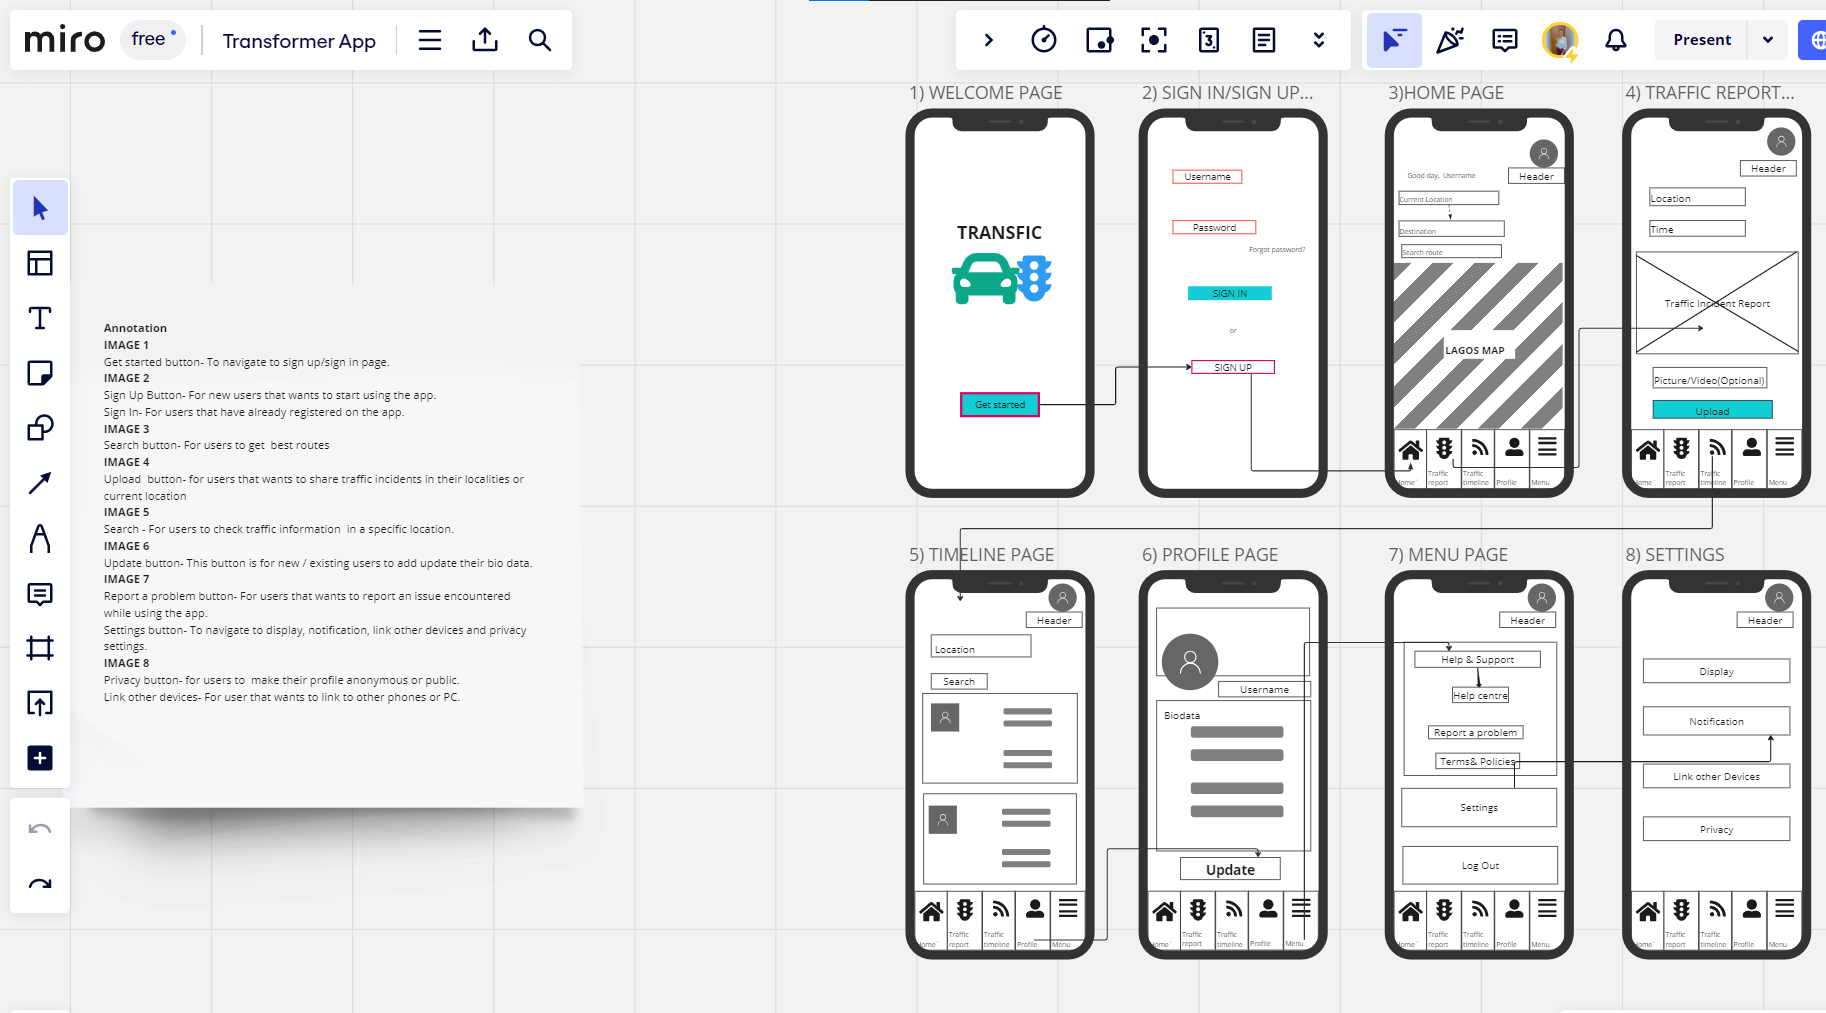 miro
free
Transformer App
3
Present
1) WELCOME PAGE
2) SIGN IN/SIGN UP...
3)HOME PAGE
4) TRAFFIC REPORT...
TRANSFIC
Get started
Username
Password
Forgot password?
SIGN IN
or
SIGN UP
Good day, Username
Header
Current Location
Destination
Search route
LAGOS MAP
Home
Traffic report
Traffic timeline
Profile
Menu
Header
Location
Time
Traffic Incident Report
Picture/Video(Optional)
Upload
Home
Traffic report
Traffic timeline
Profile
Menu
Annotation
IMAGE 1
Get started button- To navigate to sign up/sign in page.
IMAGE 2
Sign Up Button- For new users that wants to start using the app.
Sign In- For users that have already registered on the app.
IMAGE 3
Search button- For users to get best routes
IMAGE 4
Upload button- for users that wants to share traffic incidents in their localities or
current location
IMAGE 5
Search - For users to check traffic information in a specific location.
IMAGE 6
Update button- This button is for new / existing users to add update their bio data.
IMAGE 7
Report a problem button- For users that wants to report an issue encountered
while using the app.
Settings button- To navigate to display, notification, link other devices and privacy
settings.
IMAGE 8
Privacy button- for users to make their profile anonymous or public.
Link other devices- For user that wants to link to other phones or PC.
5) TIMELINE PAGE
6) PROFILE PAGE
7) MENU PAGE
8) SETTINGS
Header
Location
Search
Home
Traffic report
Traffic timeline
Profile
Menu
Username
Biodata
Update
Home
Traffic report
Traffic timeline
Profile
Menu
Header
Help & Support
Help centre
Report a problem
Terms& Policies
Settings
Log Out
Home
Traffic report
Traffic timeline
Profile
Menu
Header
Display
Notification
Link other Devices
Privacy
Home
Traffic report
Traffic timeline
Profile
Menu